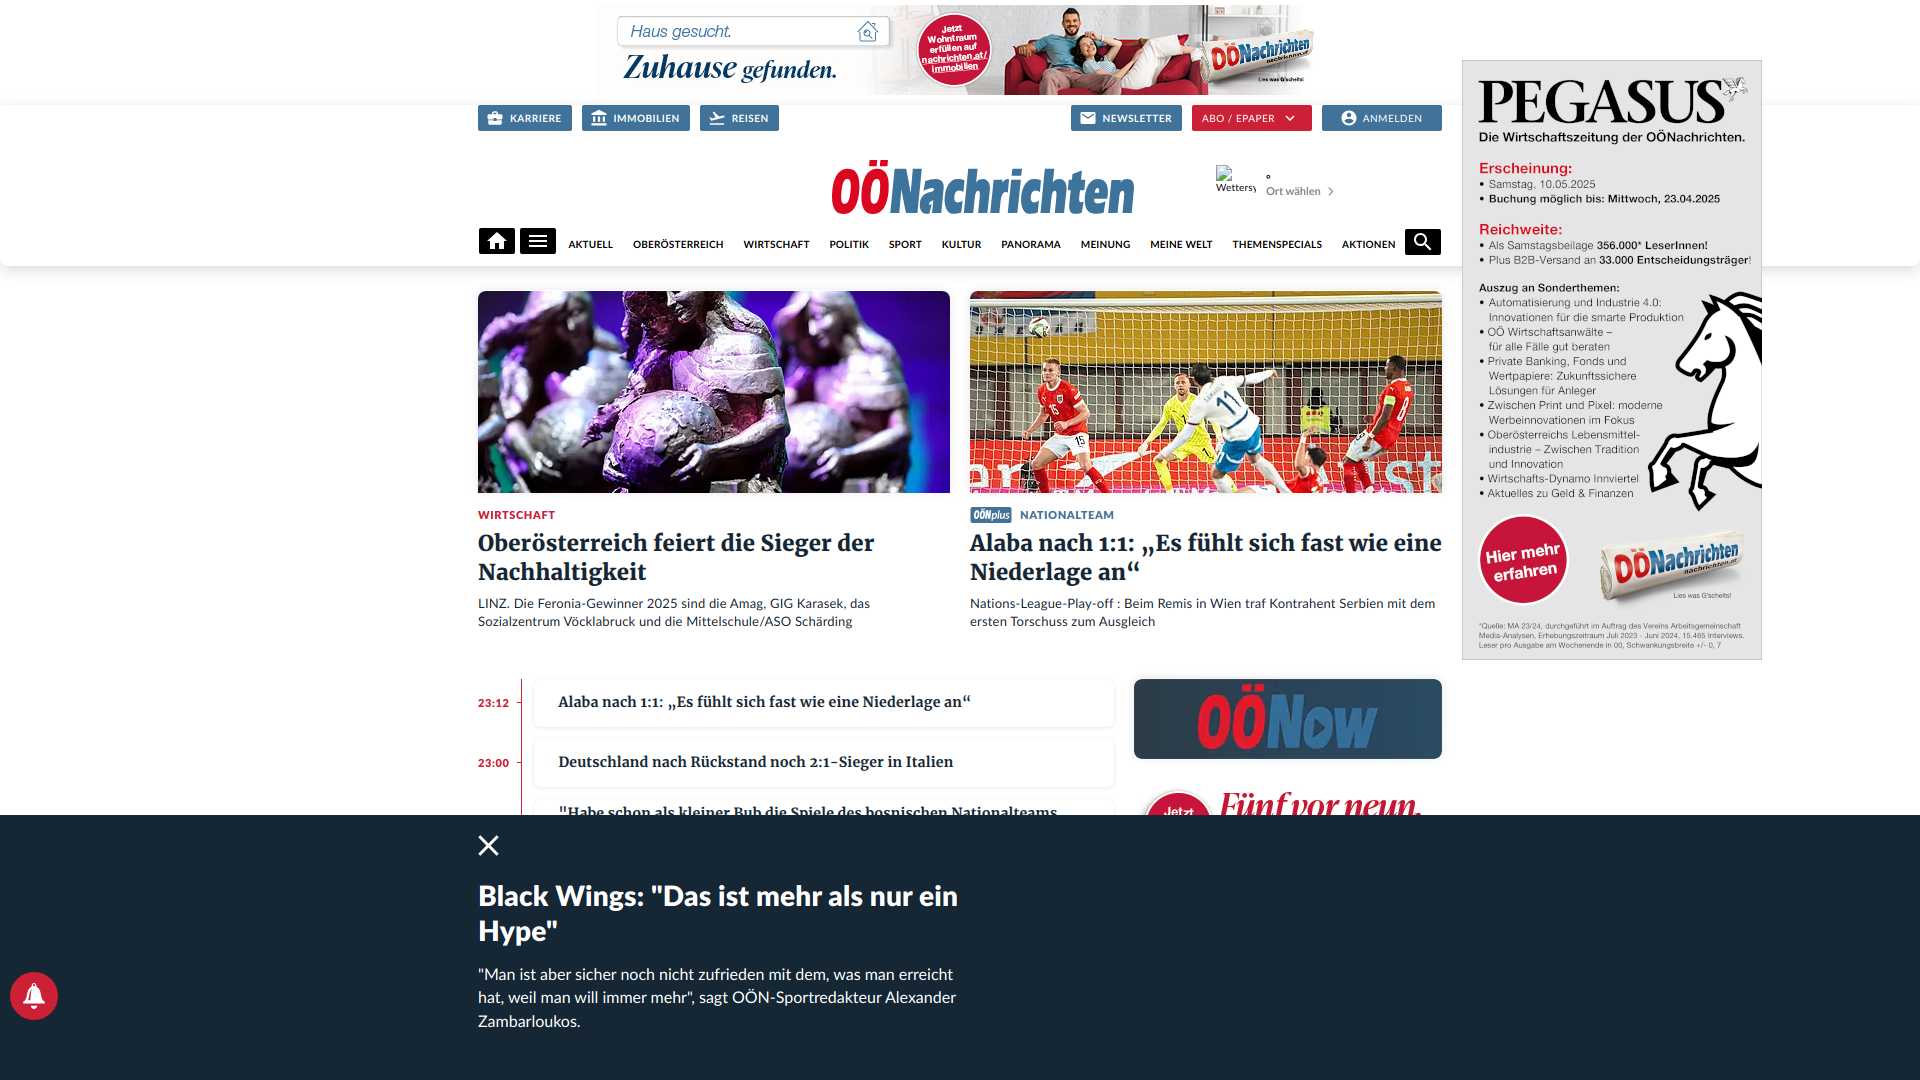 Haus gesucht.
Zuhause gefunden.
Jetzt
Wohntraum
erfüllen auf
nachrichten.at/
immobilien
OÖNachrichten
Lies was G'scheits!
KARRIERE
IMMOBILIEN
REISEN
NEWSLETTER
ABO / EPAPER
ANMELDEN
OÖNachrichten
Wettersy
°
Ort wählen
AKTUELL
OBERÖSTERREICH
WIRTSCHAFT
POLITIK
SPORT
KULTUR
PANORAMA
MEINUNG
MEINE WELT
THEMENSPECIALS
AKTIONEN
PEGASUS
Die Wirtschaftszeitung der OÖNachrichten.
Erscheinung:
• Samstag, 10.05.2025
• Buchung möglich bis: Mittwoch, 23.04.2025
Reichweite:
• Als Samstagsbeilage 356.000* LeserInnen!
• Plus B2B-Versand an 33.000 Entscheidungsträger!
Auszug an Sonderthemen:
• Automatisierung und Industrie 4.0:
Innovationen für die smarte Produktion
• OÖ Wirtschaftsanwälte –
für alle Fälle gut beraten
• Private Banking, Fonds und
Wertpapiere: Zukunftssichere
Lösungen für Anleger
• Zwischen Print und Pixel: moderne
Werbeinnovationen im Fokus
• Oberösterreichs Lebensmittel-
industrie – Zwischen Tradition
und Innovation
• Wirtschafts-Dynamo Innviertel
• Aktuelles zu Geld & Finanzen
Hier mehr
erfahren
OÖNachrichten
nachrichten.at
Lies was G'scheits!
*Quelle: MA 23/24, durchgeführt im Auftrag des Vereins Arbeitsgemeinschaft
Media-Analysen, Erhebungszeitraum Juli 2023 - Juni 2024, 15.465 Interviews.
Leser pro Ausgabe am Wochenende in 00, Schwankungsbreite +/- 0, 7
15
15
11
8
WIRTSCHAFT
Oberösterreich feiert die Sieger der
Nachhaltigkeit
LINZ. Die Feronia-Gewinner 2025 sind die Amag, GIG Karasek, das
Sozialzentrum Vöcklabruck und die Mittelschule/ASO Schärding
OÖNplus NATIONALTEAM
Alaba nach 1:1: „Es fühlt sich fast wie eine
Niederlage an“
Nations-League-Play-off : Beim Remis in Wien traf Kontrahent Serbien mit dem
ersten Torschuss zum Ausgleich
23:12
Alaba nach 1:1: „Es fühlt sich fast wie eine Niederlage an“
23:00
Deutschland nach Rückstand noch 2:1-Sieger in Italien
"Habe schon als kleiner Bub die Spiele des bosnischen Nationalteams
OÖNow
Jetzt
Fünf vor neun.
Black Wings: "Das ist mehr als nur ein
Hype"
"Man ist aber sicher noch nicht zufrieden mit dem, was man erreicht
hat, weil man will immer mehr", sagt OÖN-Sportredakteur Alexander
Zambarloukos.